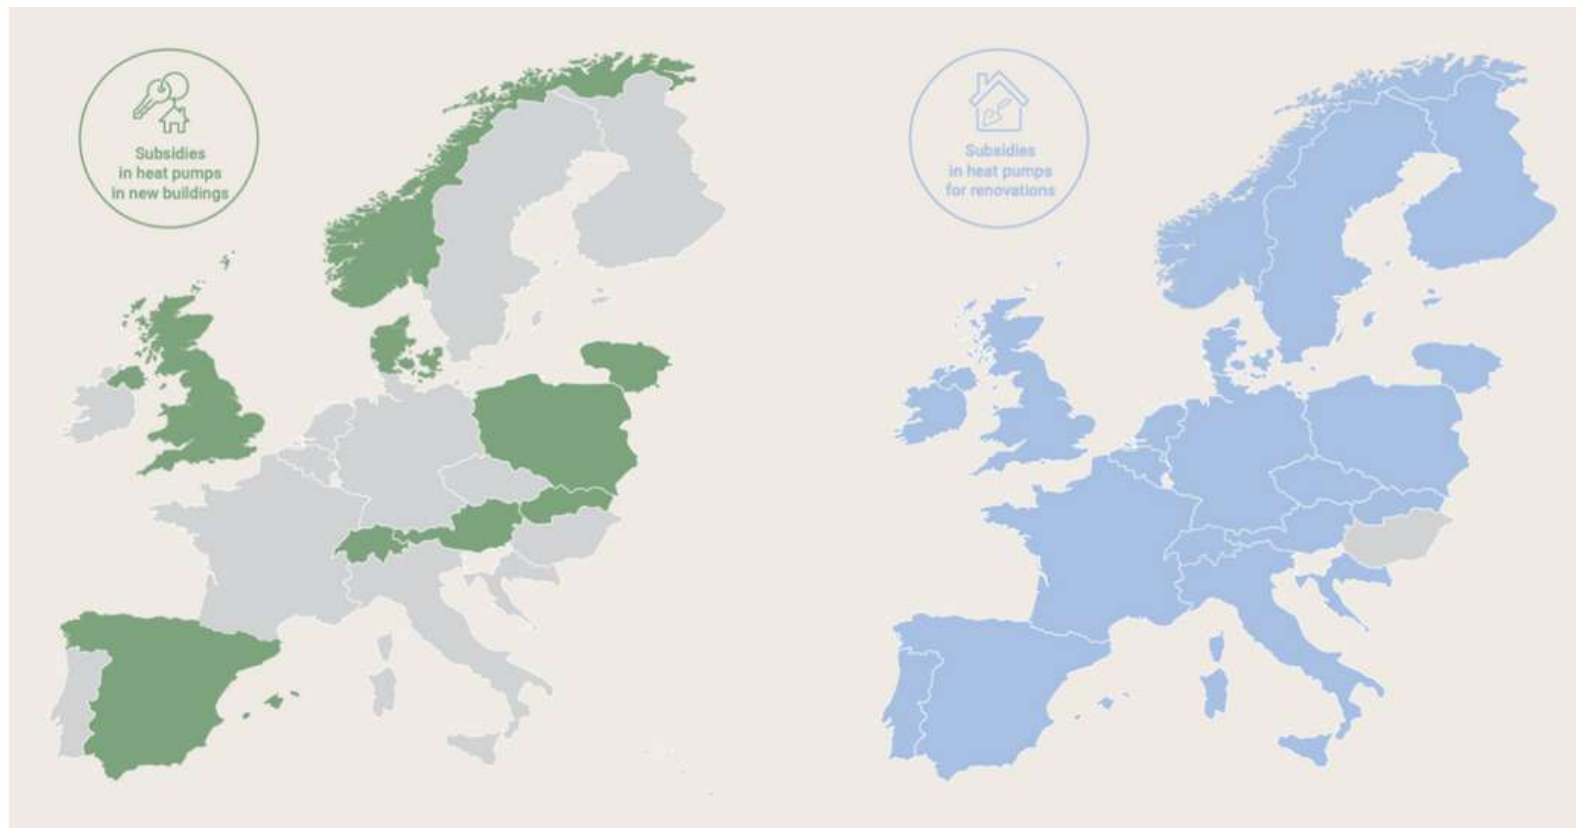 Subsidies
in heat pumps
in new buildings
Subsidies
in heat pumps
for renovations